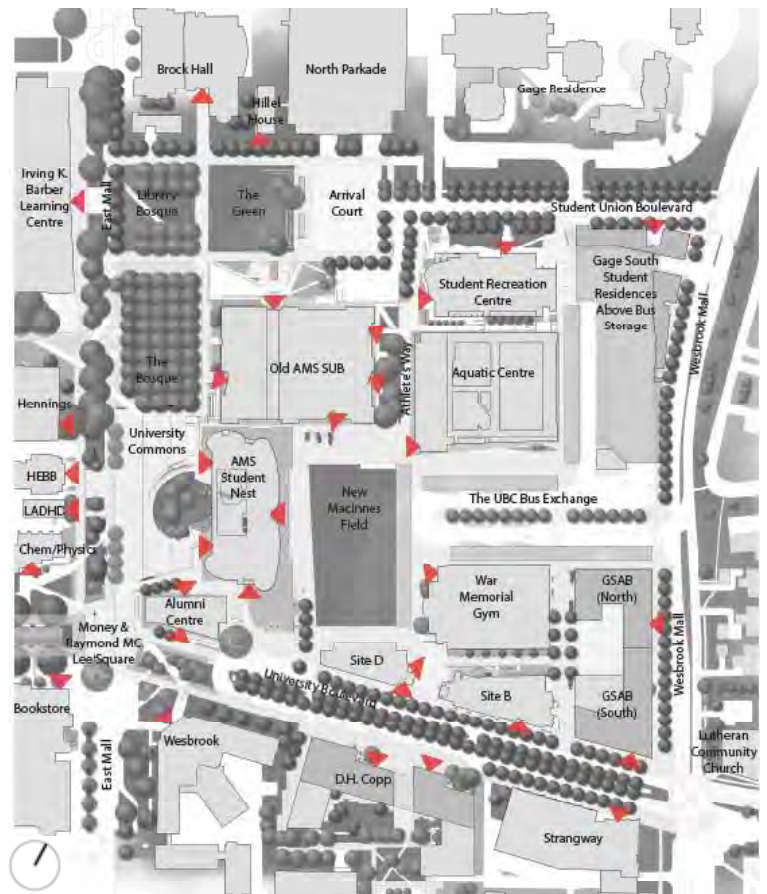 Brock Hall
North Parkade
Gage Residence
Hillel
House
Irving K.
Barber
Learning
Centre
East Mall
Library
Bosque
The
Green
Arrival
Court
Student Union Boulevard
Student Recreation
Centre
Gage South
Student
Residences
Above Bus
Storage
Wesbrook Mall
The
Bosque
Old AMS SUB
Athlete's Way
Aquatic Centre
Hennings
University
Commons
AMS
Student
Nest
HEBB
LADHD
Chem/Physics
New
MacInnes
Field
The UBC Bus Exchange
War
Memorial
Gym
GSAB
(North)
Alumni
Centre
Money &
Raymond MC
Lee Square
Site D
Wesbrook Mall
University Boulevard
Site B
GSAB
(South)
Bookstore
East Mall
Wesbrook
D.H. Copp
Lutheran
Community
Church
Strangway